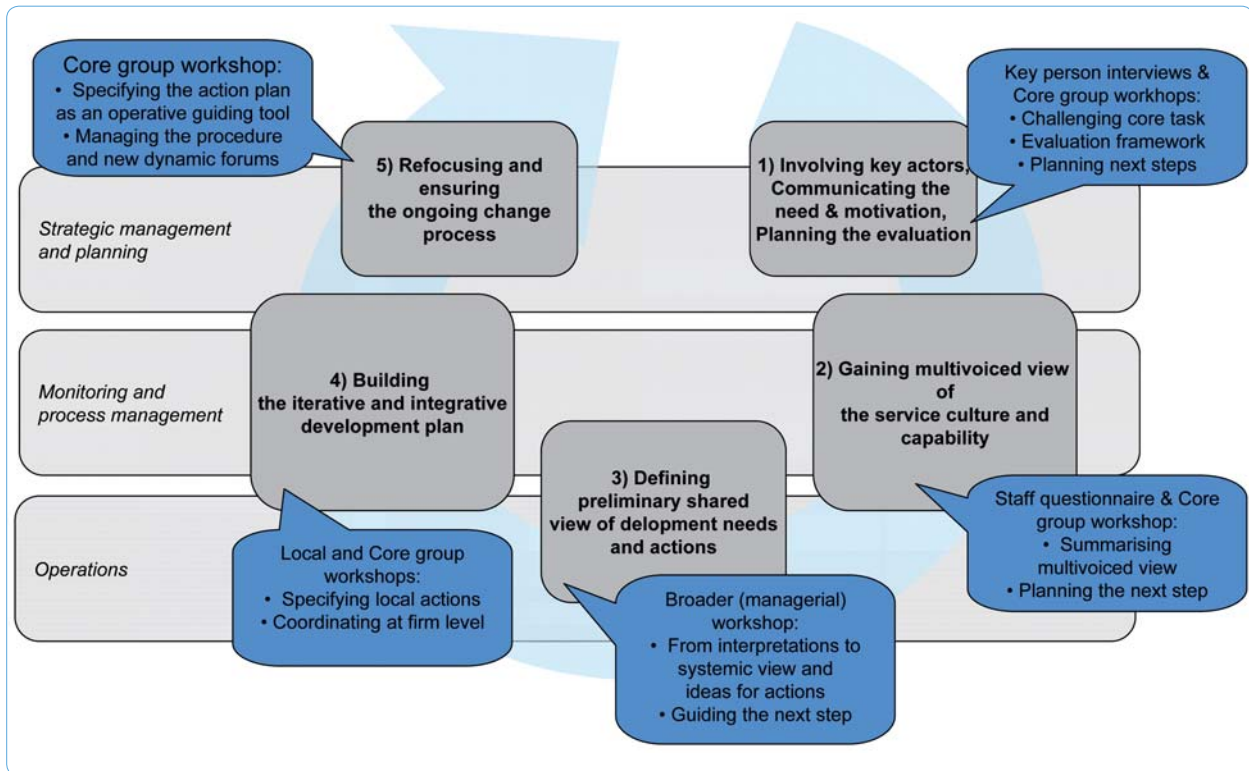 Core group workshop:
• Specifying the action plan
as an operative guiding tool
• Managing the procedure
and new dynamic forums
Key person interviews &
Core group workhops:
• Challenging core task
• Evaluation framework
• Planning next steps
5) Refocusing and
ensuring
the ongoing change
process
1) Involving key actors,
Communicating the
need & motivation,
Planning the evaluation
Strategic management
and planning
Monitoring and
process management
4) Building
the iterative and integrative
development plan
2) Gaining multivoiced view
of
the service culture and
capability
3) Defining
preliminary shared
view of delopment needs
and actions
Operations
Local and Core group
workshops:
• Specifying local actions
• Coordinating at firm level
Staff questionnaire & Core
group workshop:
• Summarising
multivoiced view
• Planning the next step
Broader (managerial)
workshop:
• From interpretations to
systemic view and
ideas for actions
• Guiding the next step